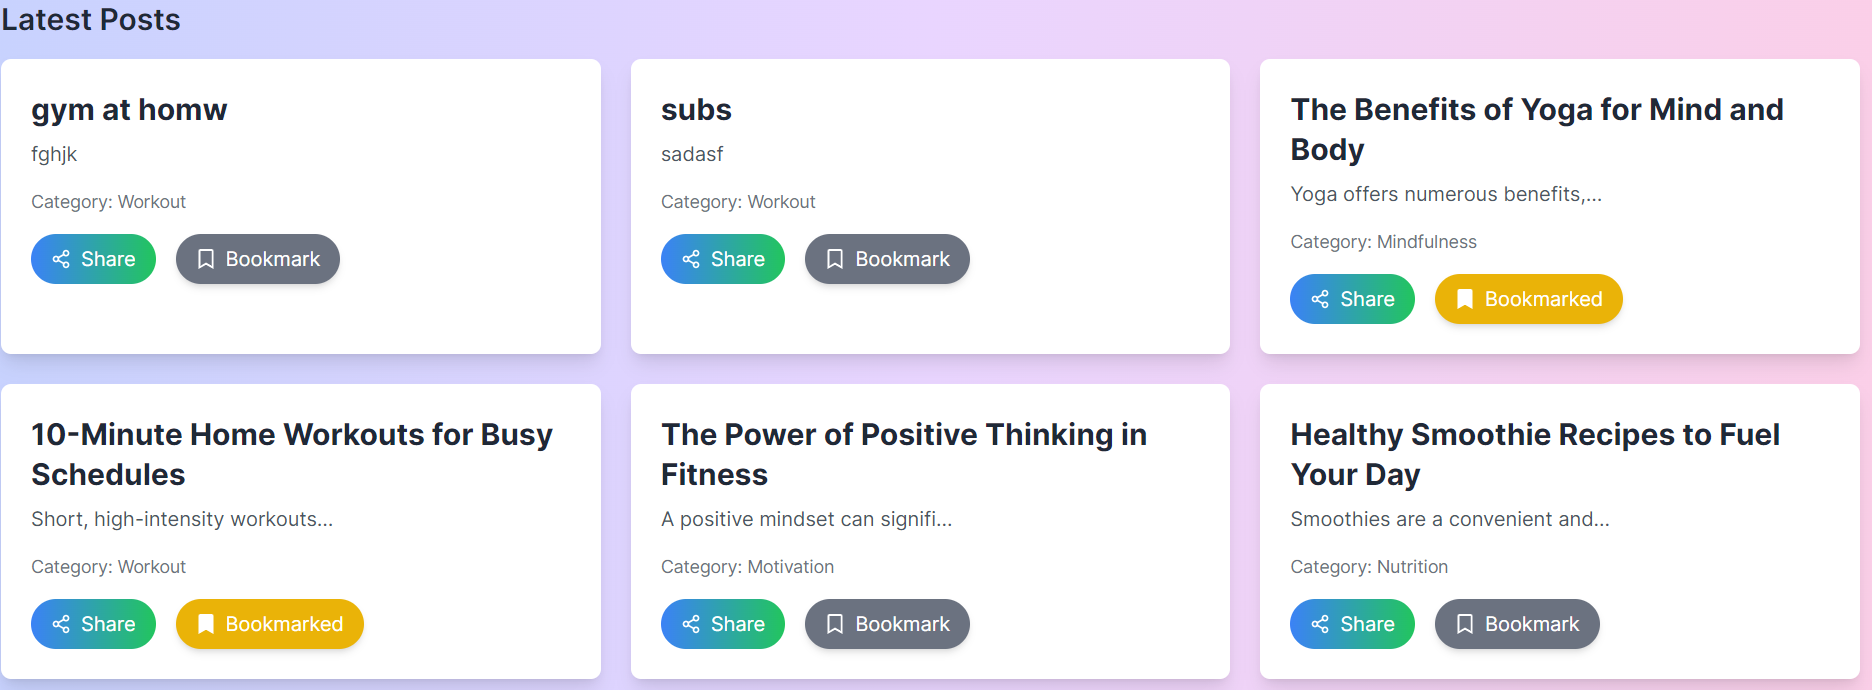 Latest Posts
gym at homw
fghjk
Category: Workout
Share
Bookmark
subs
sadasf
Category: Workout
Share
Bookmark
The Benefits of Yoga for Mind and
Body
Yoga offers numerous benefits,...
Category: Mindfulness
Share
Bookmarked
10-Minute Home Workouts for Busy
Schedules
Short, high-intensity workouts...
Category: Workout
Share
Bookmarked
The Power of Positive Thinking in
Fitness
A positive mindset can signifi...
Category: Motivation
Share
Bookmark
Healthy Smoothie Recipes to Fuel
Your Day
Smoothies are a convenient and...
Category: Nutrition
Share
Bookmark